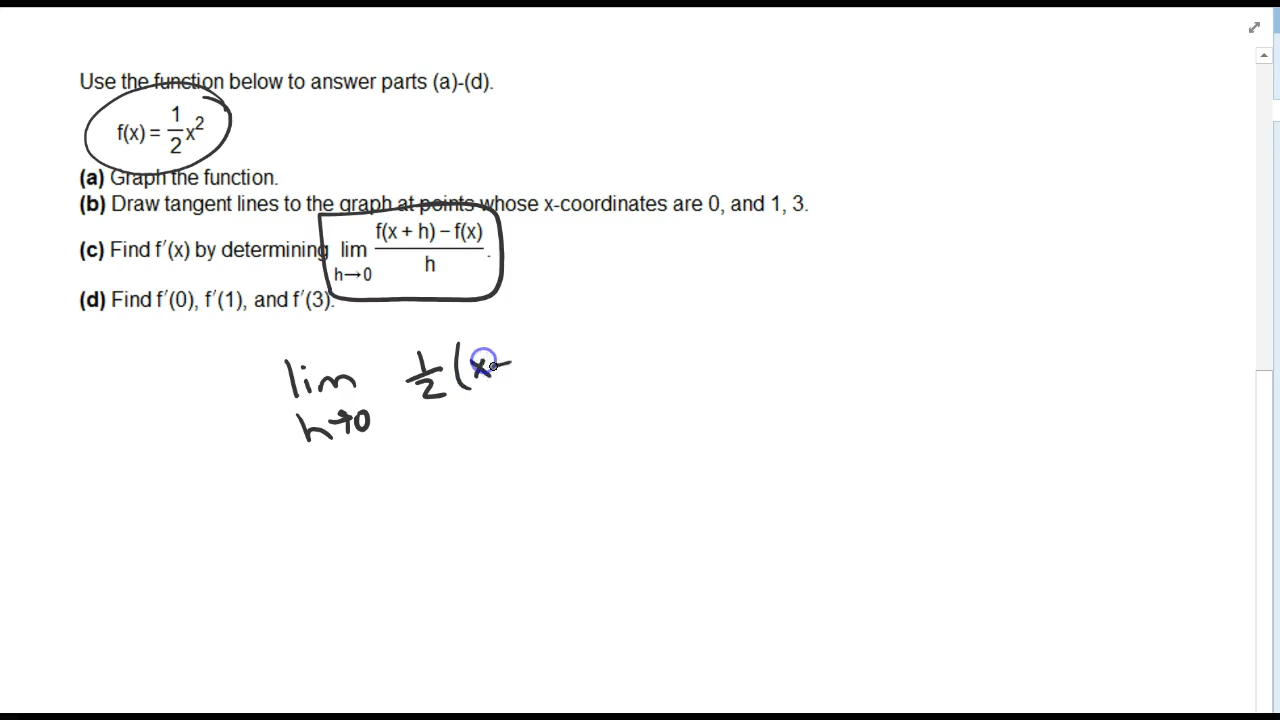 Use the function below to answer parts (a)-(d).
f(x) = 1/2 x²
(a) Graph the function.
(b) Draw tangent lines to the graph at points whose x-coordinates are 0, and 1, 3.
(c) Find f′(x) by determining lim h→0 f(x + h) − f(x) / h .
(d) Find f′(0), f′(1), and f′(3).
lim h→0 1/2 (x-